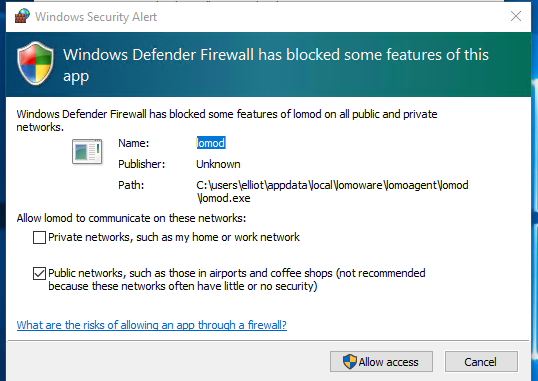 Windows Security Alert
Windows Defender Firewall has blocked some features of this
app
Windows Defender Firewall has blocked some features of lomod on all public and private
networks.
Name: lomod
Publisher: Unknown
Path: C:\users\elliot\appdata\local\lomoware\lomoagent\lomod
\lomod.exe
Allow lomod to communicate on these networks:
Private networks, such as my home or work network
Public networks, such as those in airports and coffee shops (not recommended
because these networks often have little or no security)
What are the risks of allowing an app through a firewall?
Allow access Cancel